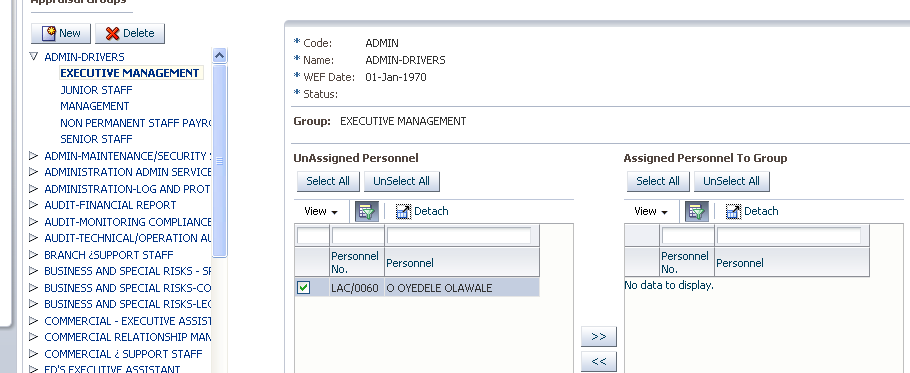 Appraisal Groups
New
Delete
ADMIN-DRIVERS
EXECUTIVE MANAGEMENT
JUNIOR STAFF
MANAGEMENT
NON PERMANENT STAFF PAYRO
SENIOR STAFF
ADMIN-MAINTENANCE/SECURITY S
ADMINISTRATION ADMIN SERVICE
ADMINISTRATION-LOG AND PROT
AUDIT-FINANCIAL REPORT
AUDIT-MONITORING COMPLIANCE
AUDIT-TECHNICAL/OPERATION AU
BRANCH ¿SUPPORT STAFF
BUSINESS AND SPECIAL RISKS - SP
BUSINESS AND SPECIAL RISKS-CO
BUSINESS AND SPECIAL RISKS-LEG
COMMERCIAL - EXECUTIVE ASSIST
COMMERCIAL RELATIONSHIP MAN
COMMERCIAL ¿ SUPPORT STAFF
ED'S EXECUTIVE ASSISTANT
* Code: ADMIN
* Name: ADMIN-DRIVERS
* WEF Date: 01-Jan-1970
* Status:
Group: EXECUTIVE MANAGEMENT
UnAssigned Personnel
Select All
UnSelect All
View
Detach
Personnel No.
Personnel
LAC/0060 O OYEDELE OLAWALE
>>
<<
Assigned Personnel To Group
Select All
UnSelect All
View
Detach
Personnel No.
Personnel
No data to display.